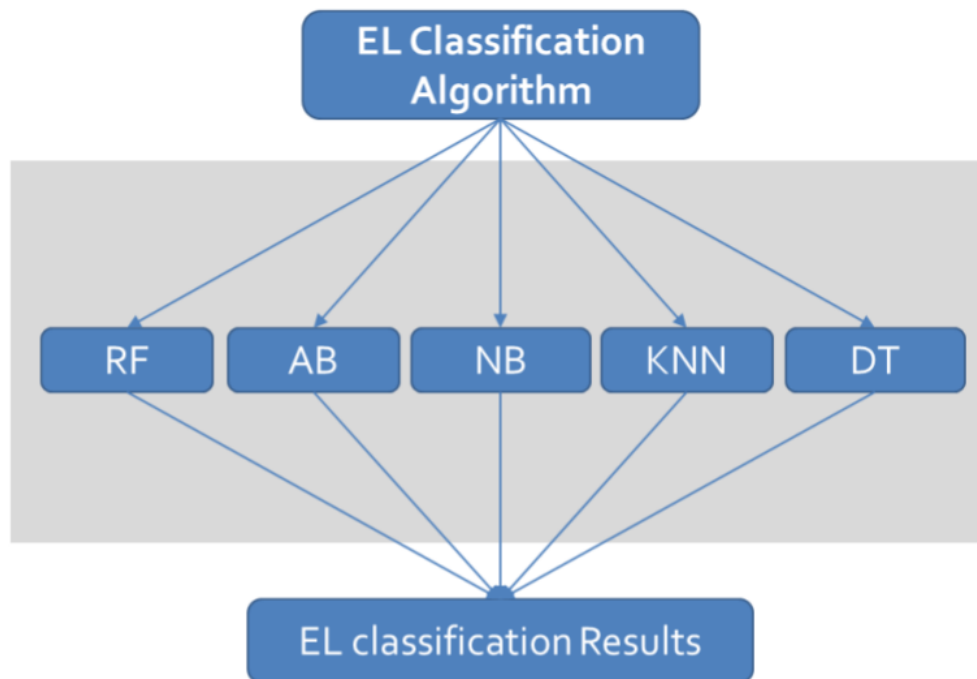 EL Classification
Algorithm
RF
AB
NB
KNN
DT
EL classification Results